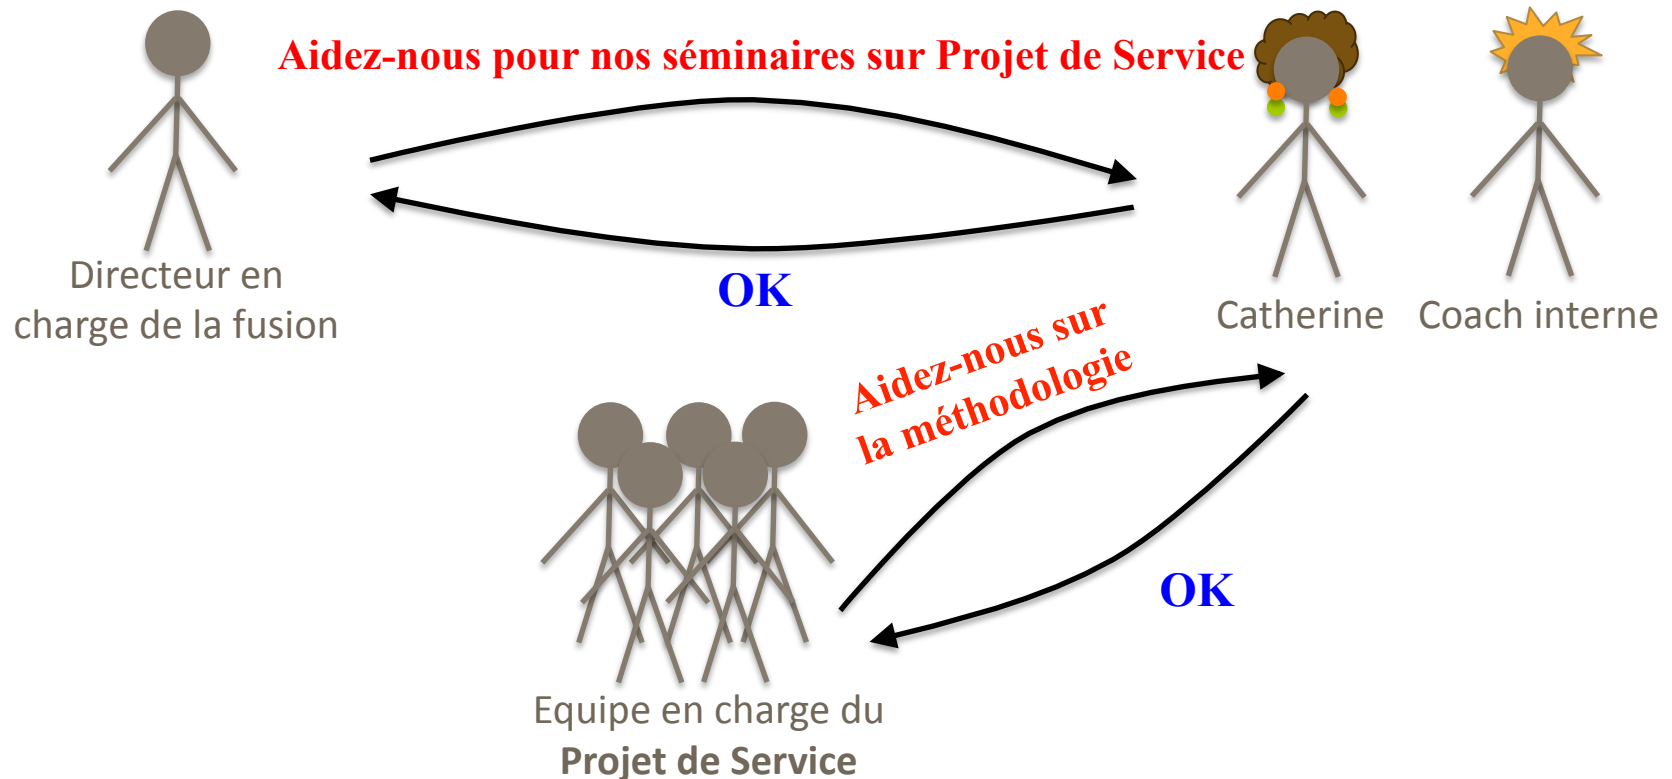 Aidez-nous pour nos séminaires sur Projet de Service
Directeur en
charge de la fusion
OK
Catherine
Coach interne
Aidez-nous sur
la méthodologie
OK
Equipe en charge du
Projet de Service